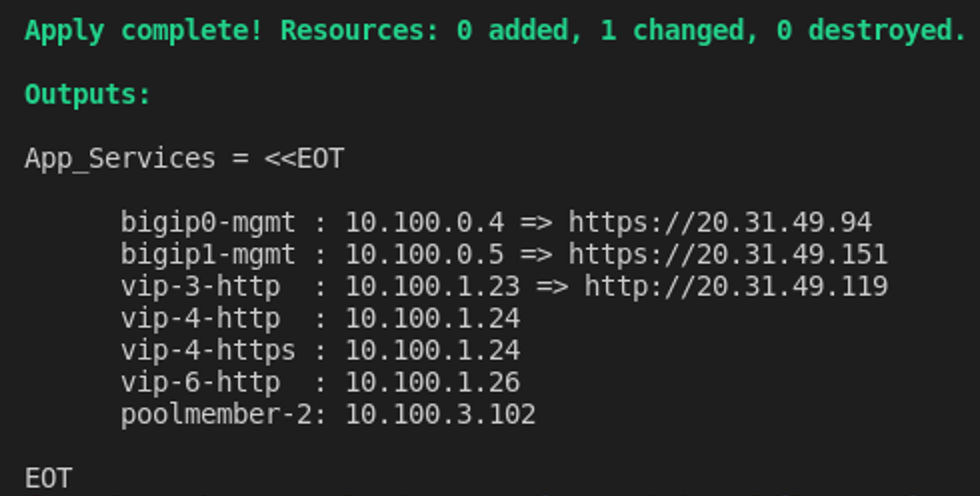 Apply complete! Resources: 0 added, 1 changed, 0 destroyed.
Outputs:
App_Services = <<EOT
bigip0-mgmt : 10.100.0.4 => https://20.31.49.94
bigip1-mgmt : 10.100.0.5 => https://20.31.49.151
vip-3-http  : 10.100.1.23 => http://20.31.49.119
vip-4-http  : 10.100.1.24
vip-4-https : 10.100.1.24
vip-6-http  : 10.100.1.26
poolmember-2: 10.100.3.102
EOT